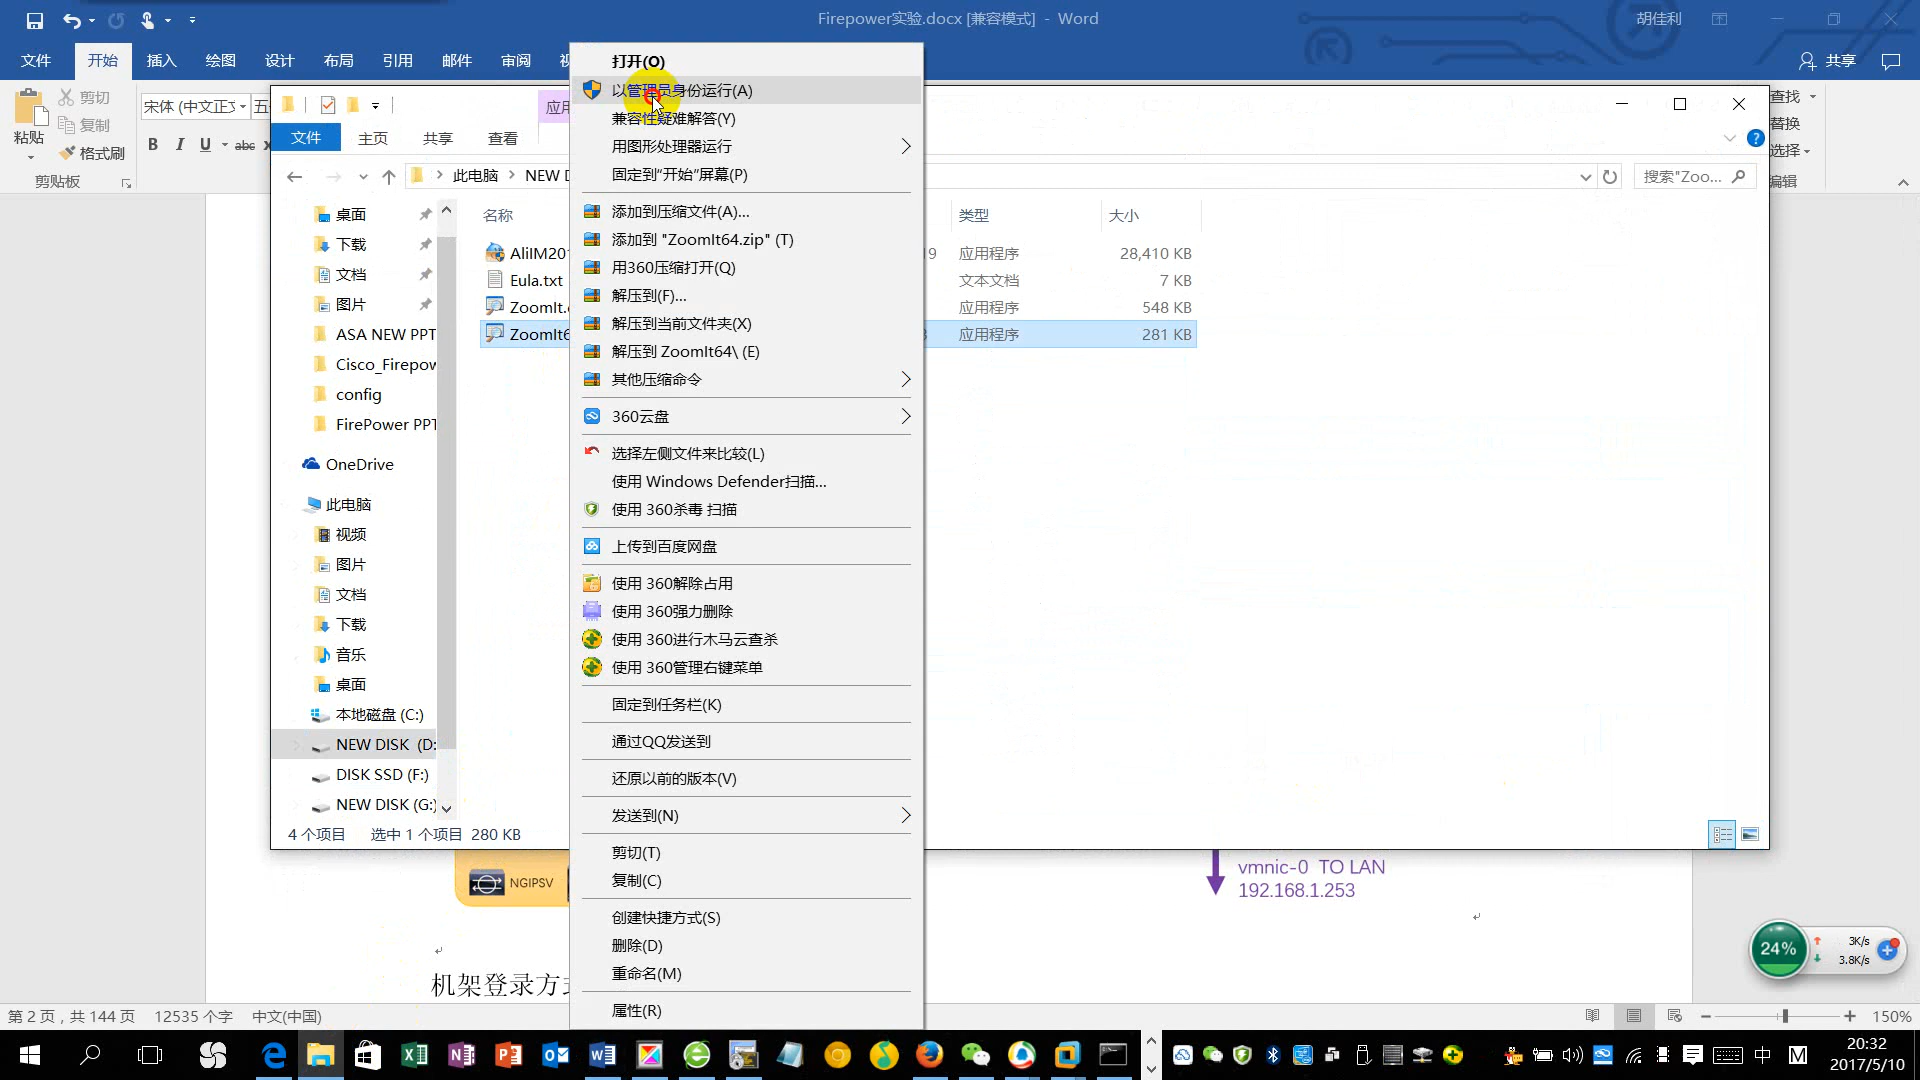 Firepower实验.docx [兼容模式] - Word
胡佳利
文件 开始 插入 绘图 设计 布局 引用 邮件 审阅
共享
粘贴
剪切
复制
格式刷
剪贴板
宋体 (中文正
B I U abc
查找
替换
选择
编辑
文件 主页 共享 查看
此电脑 NEW D
搜索"Zoo...
桌面
下载
文档
图片
ASA NEW PPT
Cisco_Firepow
config
FirePower PPT
OneDrive
此电脑
视频
图片
文档
下载
音乐
桌面
本地磁盘 (C:)
NEW DISK (D:
DISK SSD (F:)
NEW DISK (G:)
名称 类型 大小
AliIM20 19 应用程序 28,410 KB
Eula.txt 文本文档 7 KB
ZoomIt. 应用程序 548 KB
ZoomIt6 应用程序 281 KB
4 个项目 选中 1 个项目 280 KB
打开(O)
以管理员身份运行(A)
兼容性疑难解答(Y)
用图形处理器运行
固定到"开始"屏幕(P)
添加到压缩文件(A)...
添加到 "ZoomIt64.zip" (T)
用360压缩打开(Q)
解压到(F)...
解压到当前文件夹(X)
解压到 ZoomIt64\ (E)
其他压缩命令
360云盘
选择左侧文件来比较(L)
使用 Windows Defender扫描...
使用 360杀毒 扫描
上传到百度网盘
使用 360解除占用
使用 360强力删除
使用 360进行木马云查杀
使用 360管理右键菜单
固定到任务栏(K)
通过QQ发送到
还原以前的版本(V)
发送到(N)
剪切(T)
复制(C)
创建快捷方式(S)
删除(D)
重命名(M)
属性(R)
NGIPSV
vmnic-0 TO LAN
192.168.1.253
机架登录方
24%
3K/s
3.8K/s
第 2 页，共 144 页 12535 个字 中文(中国)
150%
中 M
20:32
2017/5/10